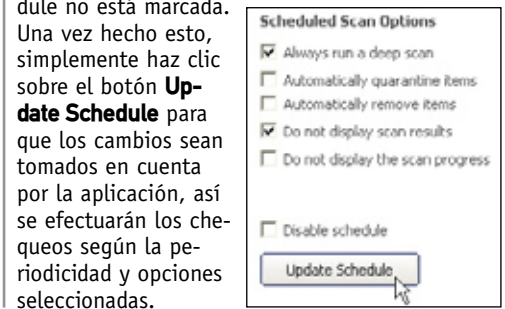 dule no está marcada.
Una vez hecho esto,
simplemente haz clic
sobre el botón Up-
date Schedule para
que los cambios sean
tomados en cuenta
por la aplicación, así
se efectuarán los che-
queos según la pe-
riodicidad y opciones
seleccionadas.
Scheduled Scan Options
Always run a deep scan
Automatically quarantine items
Automatically remove items
Do not display scan results
Do not display the scan progress
Disable schedule
Update Schedule